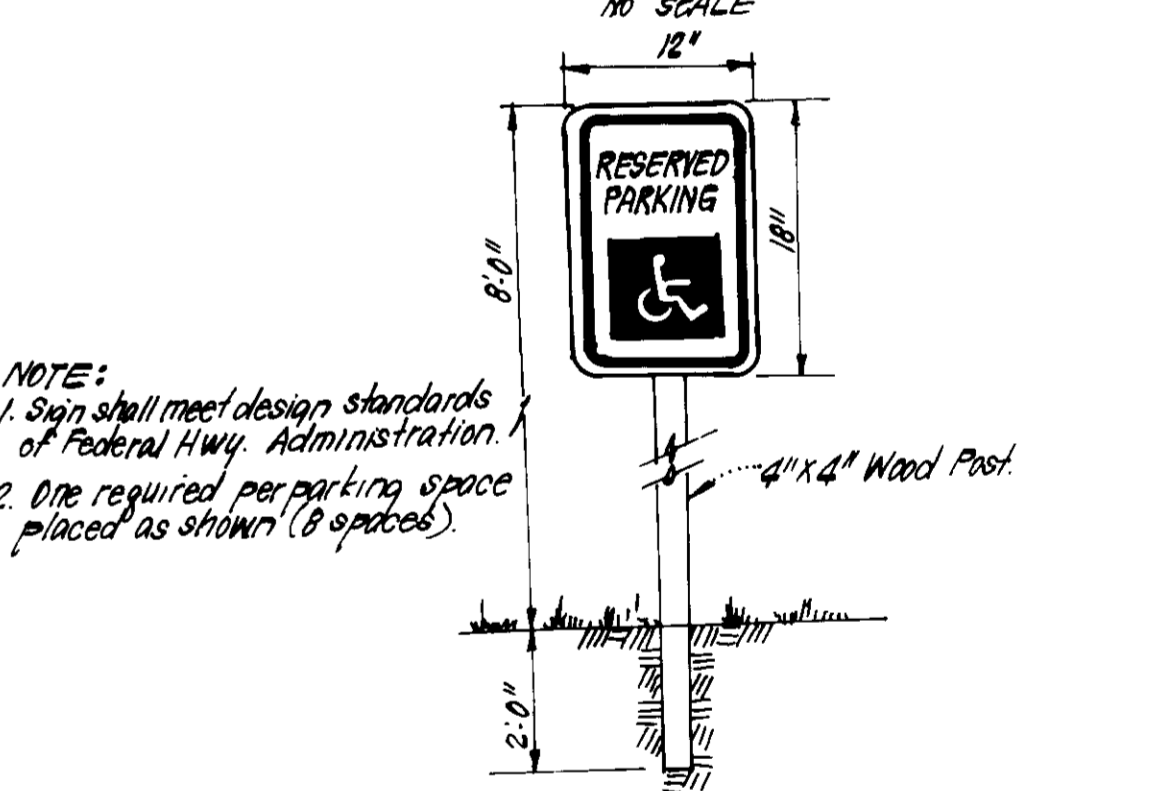 NO SCALE
12"
RESERVED
PARKING
18"
8'-0"
NOTE:
1. Sign shall meet design standards
of Federal Hwy. Administration.
2. One required per parking space
placed as shown (8 spaces).
4"x4" Wood Post.
2'-0"